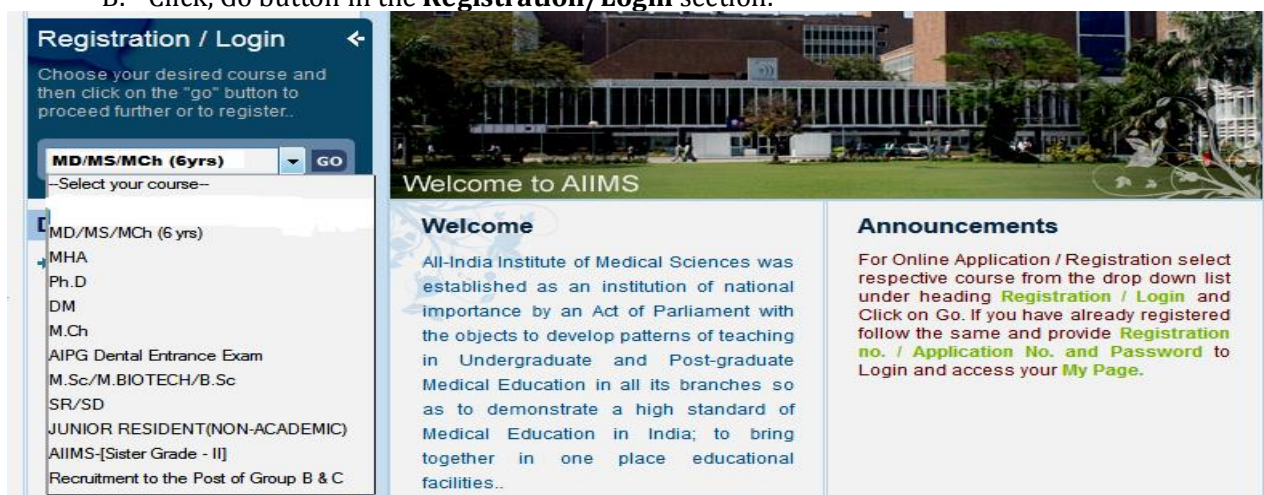 B. Click, Go button in the Registration/Login section.
Registration / Login
Choose your desired course and
then click on the "go" button to
proceed further or to register..
MD/MS/MCh (6yrs)
GO
--Select your course--
MD/MS/MCh (6 yrs)
MHA
Ph.D
DM
M.Ch
AIPG Dental Entrance Exam
M.Sc/M.BIOTECH/B.Sc
SR/SD
JUNIOR RESIDENT(NON-ACADEMIC)
AIIMS-[Sister Grade - II]
Recruitment to the Post of Group B & C
Welcome to AIIMS
Welcome
All-India Institute of Medical Sciences was
established as an institution of national
importance by an Act of Parliament with
the objects to develop patterns of teaching
in Undergraduate and Post-graduate
Medical Education in all its branches so
as to demonstrate a high standard of
Medical Education in India; to bring
together in one place educational
facilities..
Announcements
For Online Application / Registration select
respective course from the drop down list
under heading Registration / Login and
Click on Go. If you have already registered
follow the same and provide Registration
no. / Application No. and Password to
Login and access your My Page.